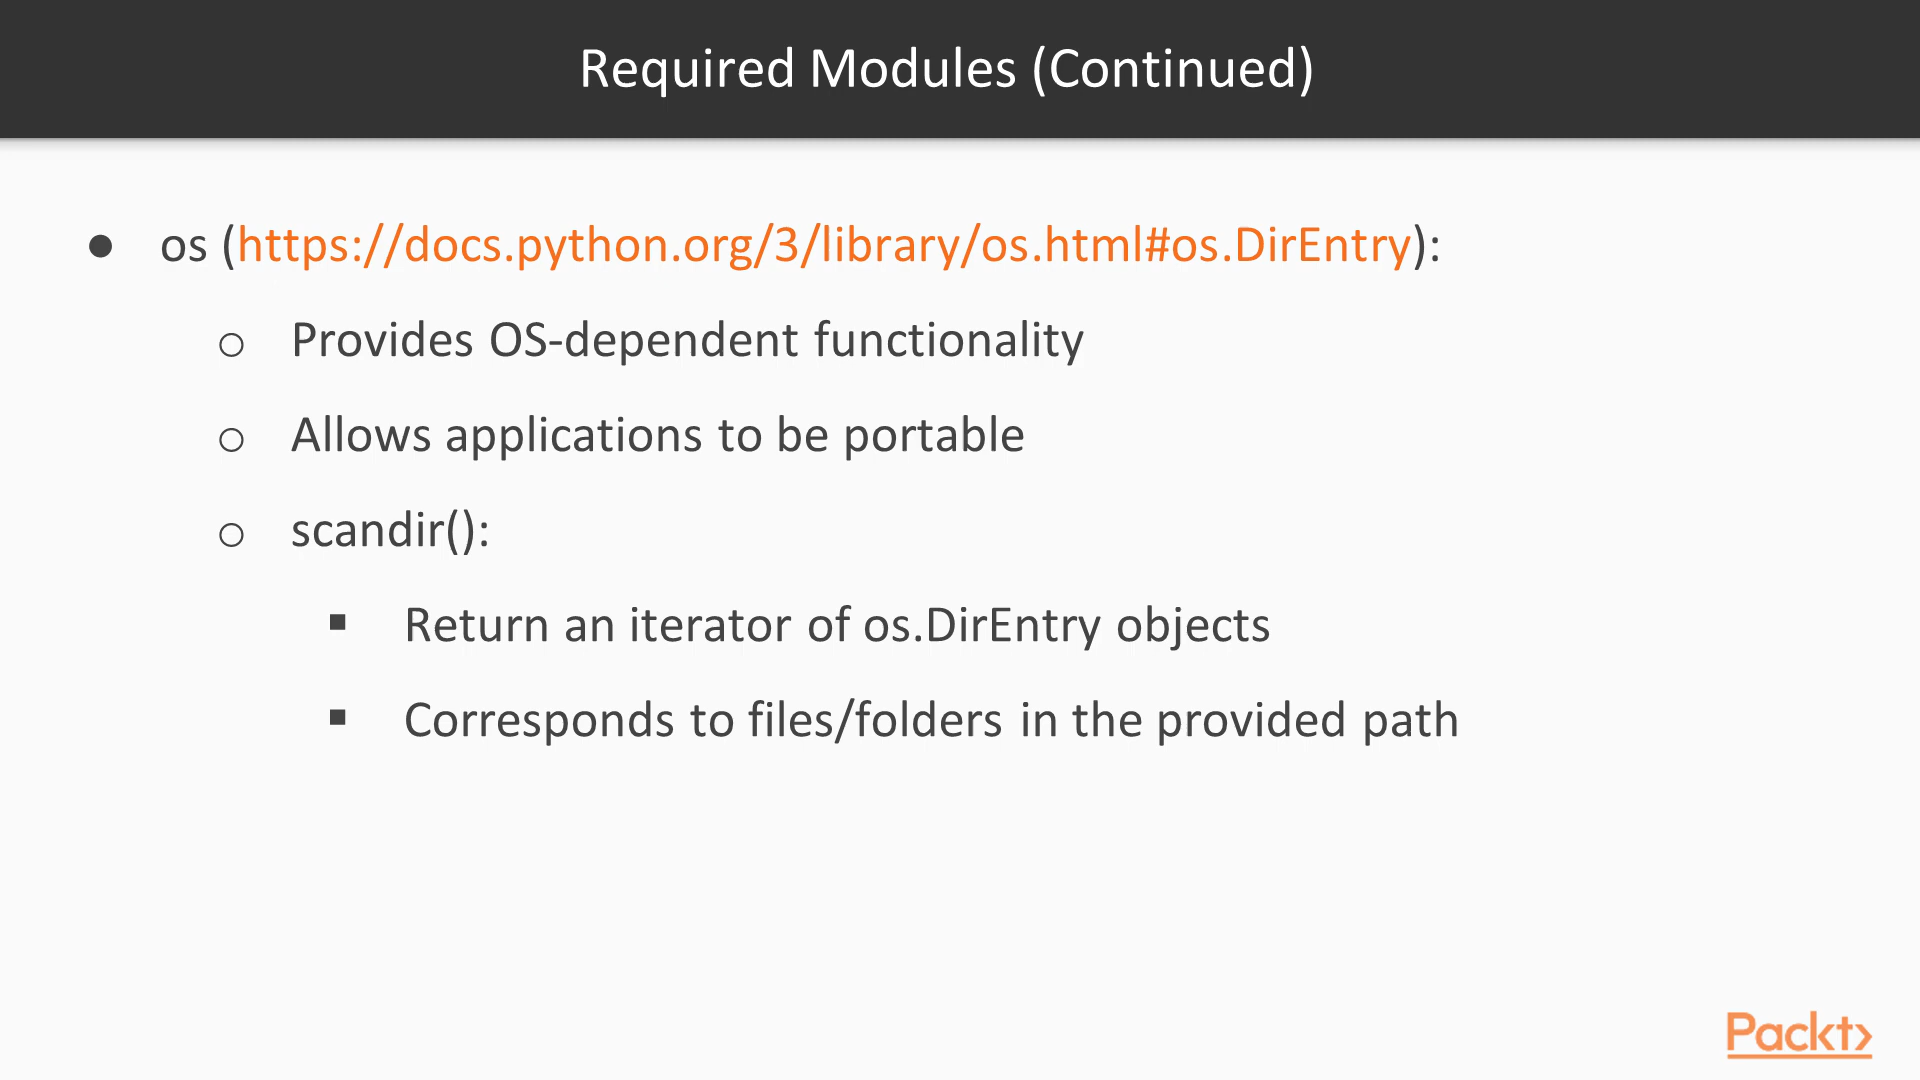 Required Modules (Continued)
● os (https://docs.python.org/3/library/os.html#os.DirEntry):
○ Provides OS-dependent functionality
○ Allows applications to be portable
○ scandir():
▪ Return an iterator of os.DirEntry objects
▪ Corresponds to files/folders in the provided path
Packt>